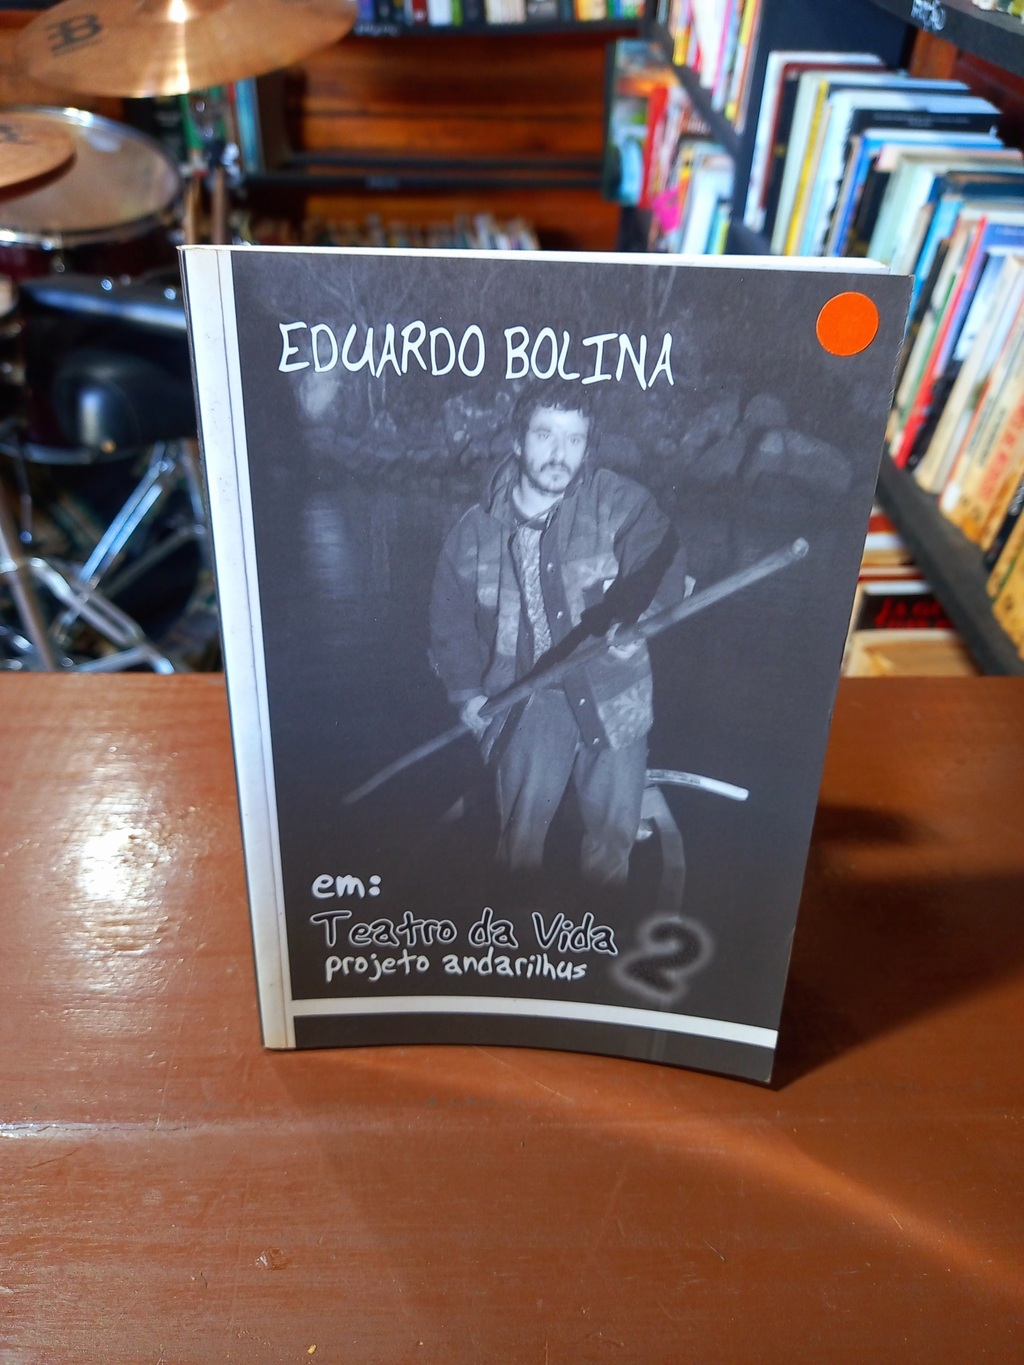 EDUARDO BOLINA
em:
Teatro da Vida 2
projeto andarilhus